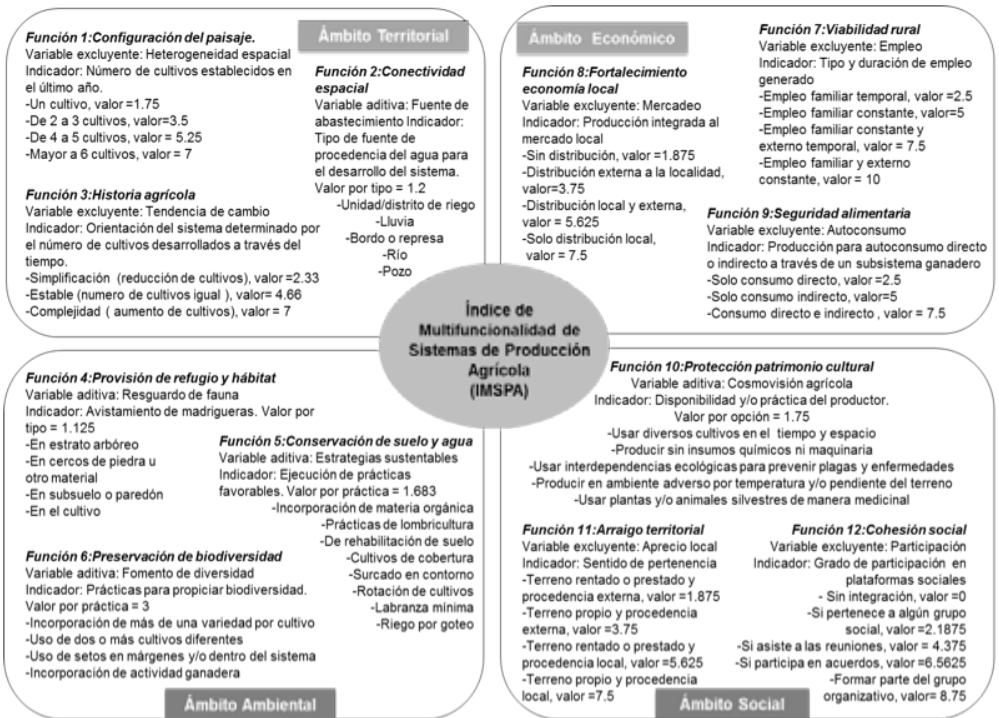 Ámbito Territorial
Función 1:Configuración del paisaje.
Variable excluyente: Heterogeneidad espacial
Indicador: Número de cultivos establecidos en
el último año.
-Un cultivo, valor =1.75
-De 2 a 3 cultivos, valor=3.5
-De 4 a 5 cultivos, valor = 5.25
-Mayor a 6 cultivos, valor = 7
Función 2:Conectividad
espacial
Variable aditiva: Fuente de
abastecimiento Indicador:
Tipo de fuente de
procedencia del agua para
el desarrollo del sistema.
Valor por tipo = 1.2
-Unidad/distrito de riego
-Lluvia
-Bordo o represa
-Río
-Pozo
Función 3:Historia agrícola
Variable excluyente: Tendencia de cambio
Indicador: Orientación del sistema determinado por
el número de cultivos desarrollados a través del
tiempo.
-Simplificación (reducción de cultivos), valor =2.33
-Estable (numero de cultivos igual ), valor= 4.66
-Complejidad ( aumento de cultivos), valor = 7
Ámbito Económico
Función 7:Viabilidad rural
Variable excluyente: Empleo
Indicador: Tipo y duración de empleo
generado
-Empleo familiar temporal, valor =2.5
-Empleo familiar constante, valor=5
-Empleo familiar constante y
externo temporal, valor = 7.5
-Empleo familiar y externo
constante, valor = 10
Función 8:Fortalecimiento
economía local
Variable excluyente: Mercadeo
Indicador: Producción integrada al
mercado local
-Sin distribución, valor =1.875
-Distribución externa a la localidad,
valor=3.75
-Distribución local y externa,
valor = 5.625
-Solo distribución local,
valor = 7.5
Función 9:Seguridad alimentaria
Variable excluyente: Autoconsumo
Indicador: Producción para autoconsumo directo
o indirecto a través de un subsistema ganadero
-Solo consumo directo, valor =2.5
-Solo consumo indirecto, valor=5
-Consumo directo e indirecto , valor = 7.5
Índice de
Multifuncionalidad de
Sistemas de Producción
Agrícola
(IMSPA)
Función 4:Provisión de refugio y hábitat
Variable aditiva: Resguardo de fauna
Indicador: Avistamiento de madrigueras. Valor por
tipo = 1.125
-En estrato arbóreo
-En cercos de piedra u
otro material
-En subsuelo o paredón
-En el cultivo
Función 5:Conservación de suelo y agua
Variable aditiva: Estrategias sustentables
Indicador: Ejecución de prácticas
favorables. Valor por práctica = 1.683
-Incorporación de materia orgánica
-Prácticas de lombricultura
-De rehabilitación de suelo
-Cultivos de cobertura
-Surcado en contorno
-Rotación de cultivos
-Labranza mínima
-Riego por goteo
Función 6:Preservación de biodiversidad
Variable aditiva: Fomento de diversidad
Indicador: Prácticas para propiciar biodiversidad.
Valor por práctica = 3
-Incorporación de más de una variedad por cultivo
-Uso de dos o más cultivos diferentes
-Uso de setos en márgenes y/o dentro del sistema
-Incorporación de actividad ganadera
Ámbito Ambiental
Función 10:Protección patrimonio cultural
Variable aditiva: Cosmovisión agrícola
Indicador: Disponibilidad y/o práctica del productor.
Valor por opción = 1.75
-Usar diversos cultivos en el tiempo y espacio
-Producir sin insumos químicos ni maquinaria
-Usar interdependencias ecológicas para prevenir plagas y enfermedades
-Producir en ambiente adverso por temperatura y/o pendiente del terreno
-Usar plantas y/o animales silvestres de manera medicinal
Función 11:Arraigo territorial
Variable excluyente: Aprecio local
Indicador: Sentido de pertenencia
-Terreno rentado o prestado y
procedencia externa, valor =1.875
-Terreno propio y procedencia
externa, valor =3.75
-Terreno rentado o prestado y
procedencia local, valor =5.625
-Terreno propio y procedencia
local, valor =7.5
Función 12:Cohesión social
Variable excluyente: Participación
Indicador: Grado de participación en
plataformas sociales
- Sin integración, valor =0
-Si pertenece a algún grupo
social, valor =2.1875
-Si asiste a las reuniones, valor = 4.375
-Si participa en acuerdos, valor =6.5625
-Formar parte del grupo
organizativo, valor= 8.75
Ámbito Social